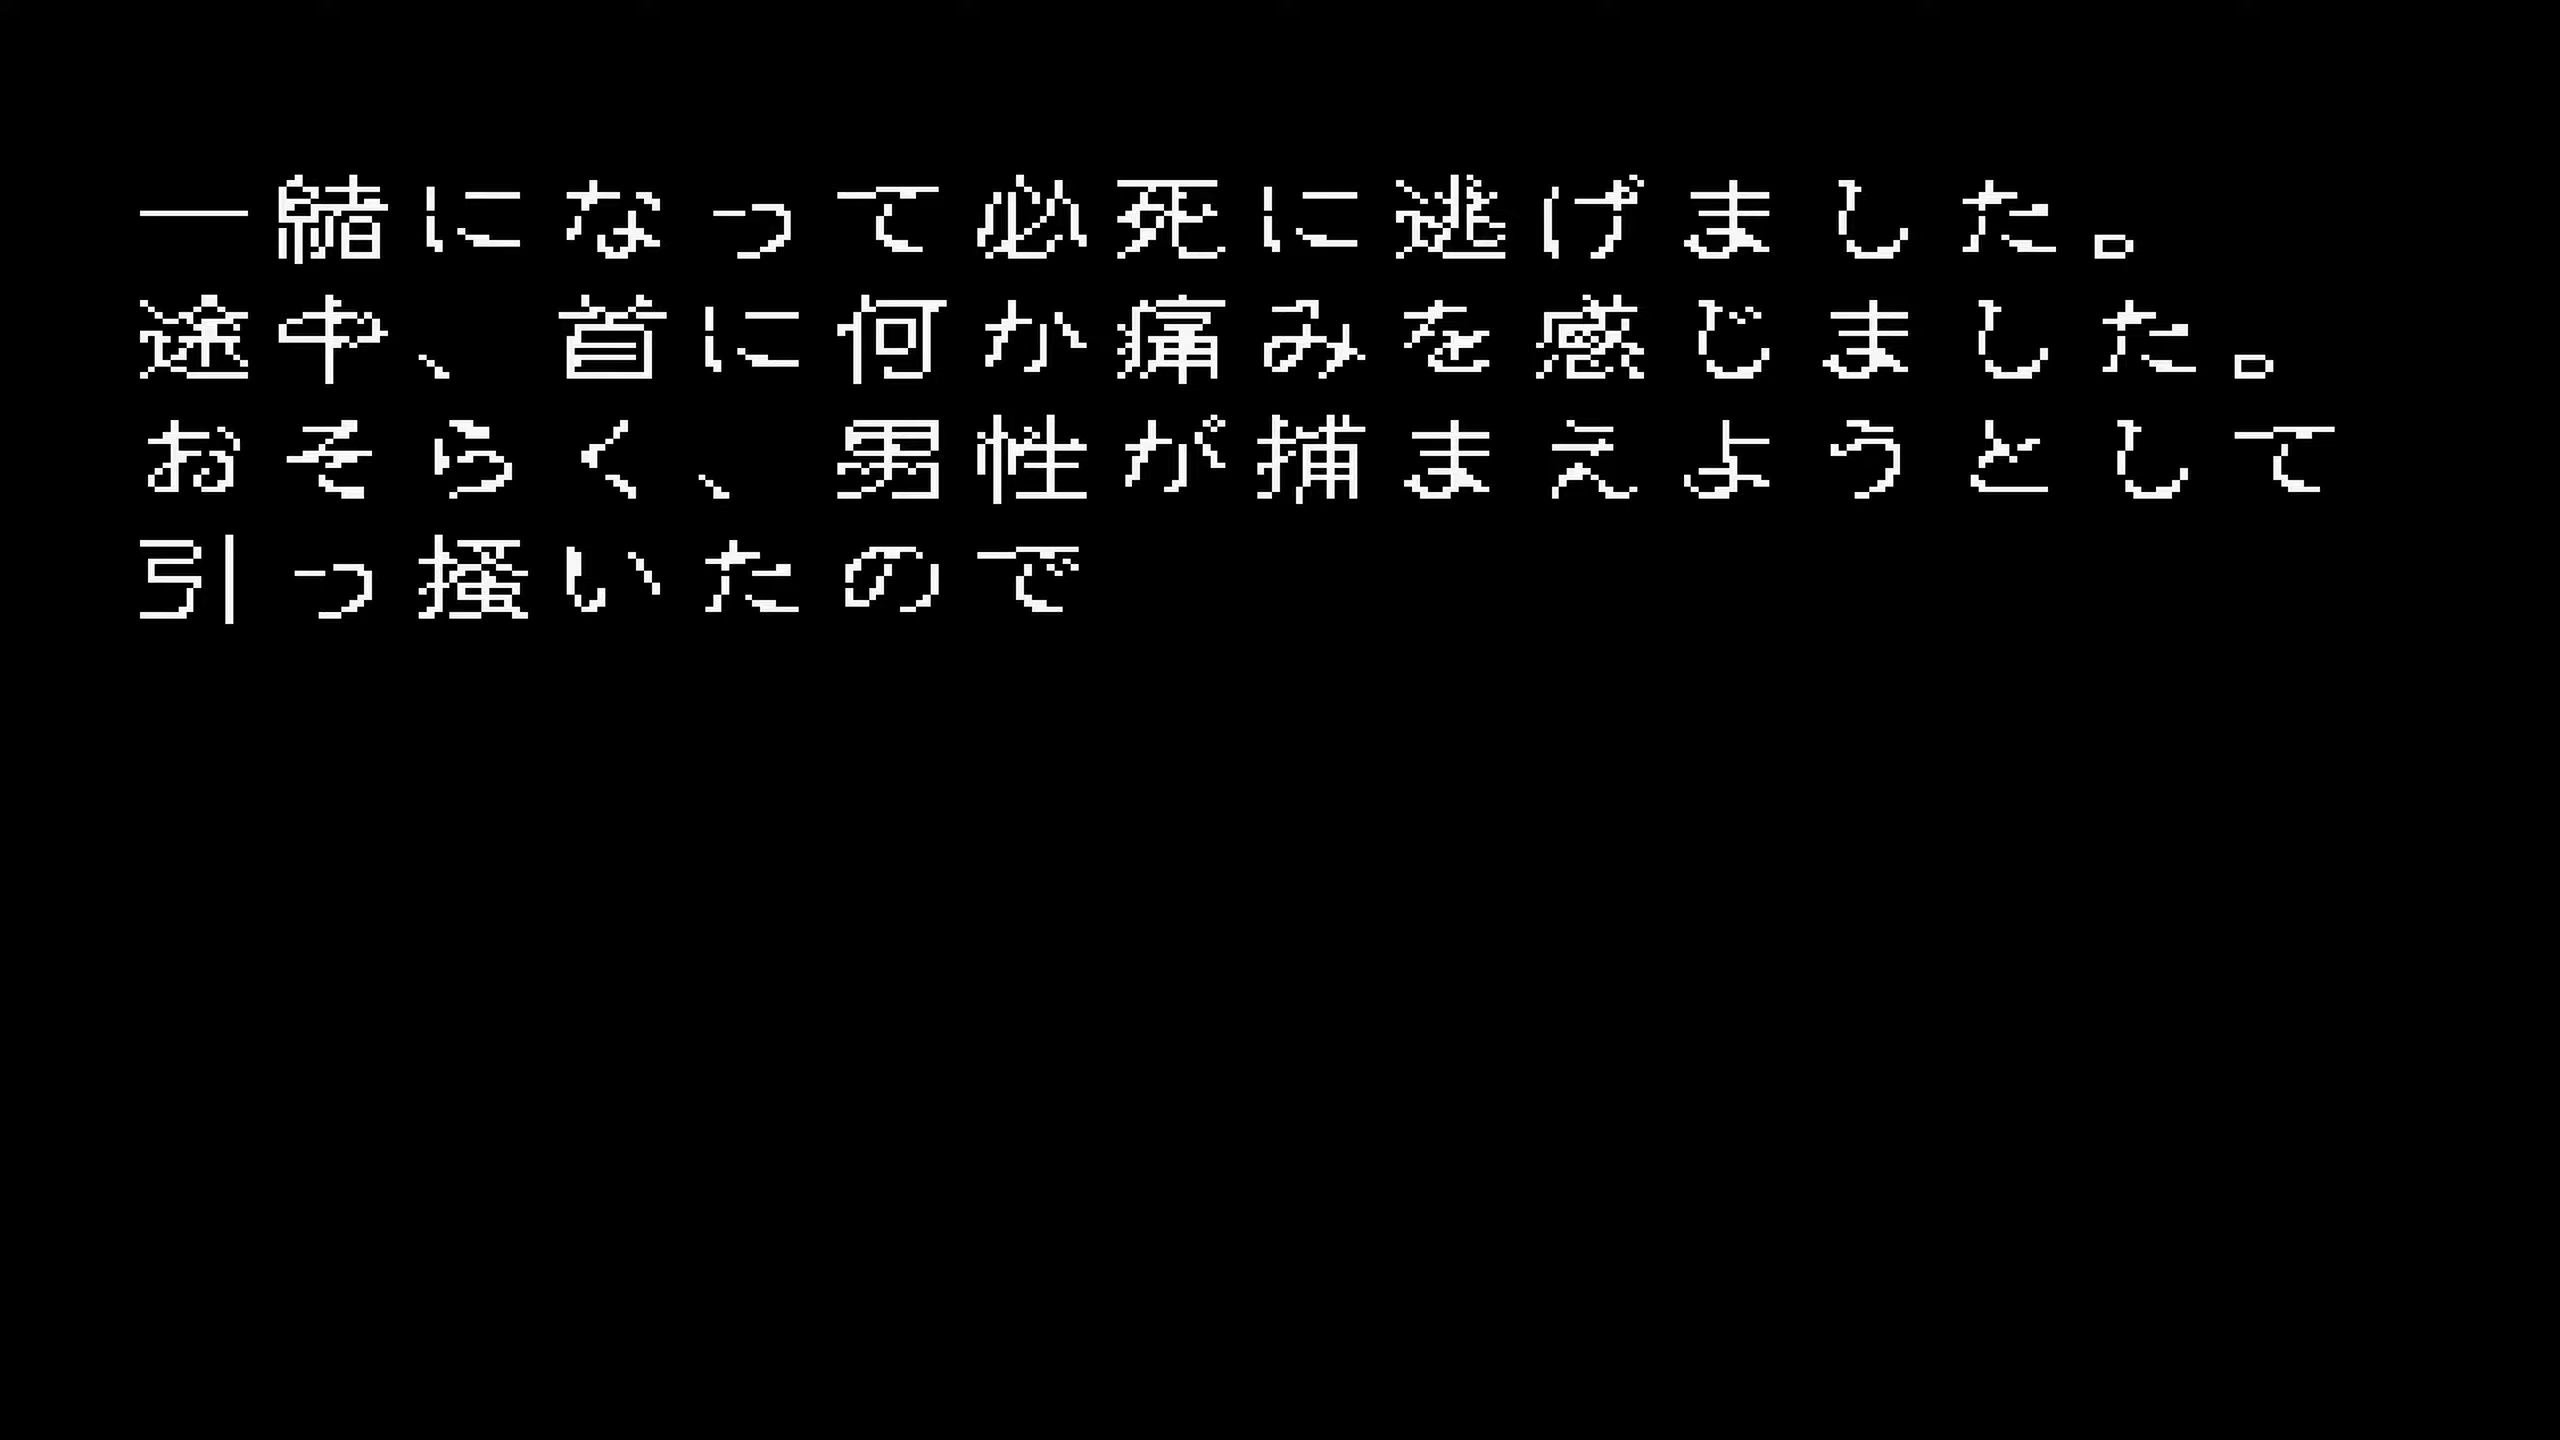 一緒になって必死に逃げました。
途中、首に何か痛みを感じました。
おそらく、男性が捕まえようとして
引っ掻いたので